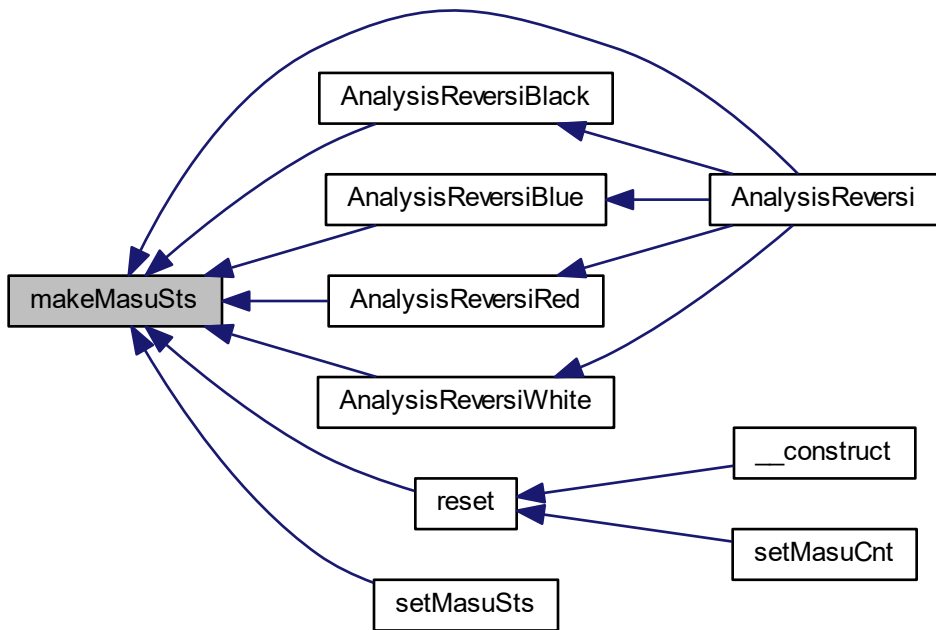 makeMasuSts
AnalysisReversiBlack
AnalysisReversiBlue
AnalysisReversiRed
AnalysisReversiWhite
AnalysisReversi
reset
__construct
setMasuCnt
setMasuSts